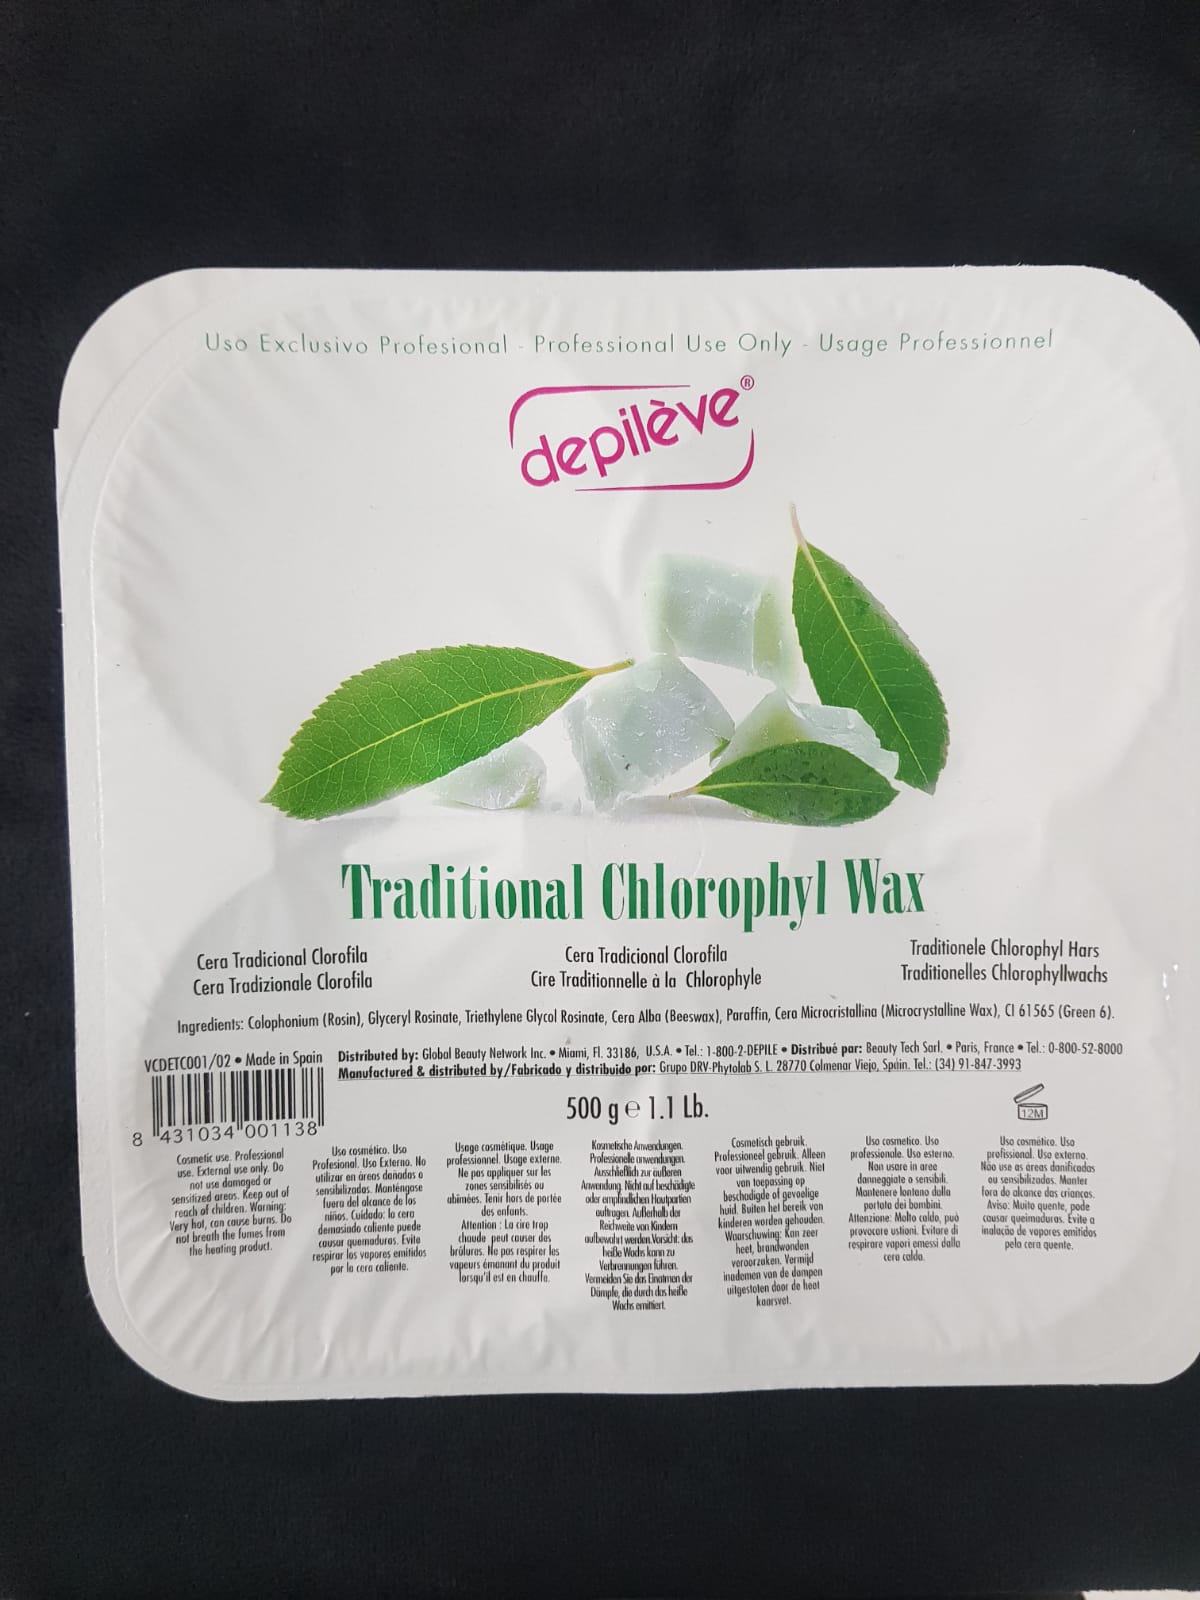 Uso Exclusivo Profesional - Professional Use Only - Usage Professionnel
depilève®
Traditional Chlorophyl Wax
Cera Tradicional Clorofila
Cera Tradizionale Clorofila
Cera Tradicional Clorofila
Cire Traditionnelle à la Chlorophyle
Traditionele Chlorophyl Hars
Traditionelles Chlorophyllwachs
Ingredients: Colophonium (Rosin), Glyceryl Rosinate, Triethylene Glycol Rosinate, Cera Alba (Beeswax), Paraffin, Cera Microcristallina (Microcrystalline Wax), CI 61565 (Green 6).
VCDETC001/02 • Made in Spain
Distributed by: Global Beauty Network Inc. • Miami, Fl. 33186, U.S.A. • Tel.: 1-800-2-DEPILE • Distribué par: Beauty Tech Sarl. • Paris, France • Tel.: 0-800-52-8000
Manufactured & distributed by/Fabricado y distribuido por: Grupo DRV-Phytolab S. L. 28770 Colmenar Viejo, Spain. Tel.: (34) 91-847-3993
8 431034 001138
500 g e 1.1 Lb.
12M
Cosmetic use. Professional
use. External use only. Do
not use damaged or
sensitized areas. Keep out of
reach of children. Warning:
Very hot, can cause burns. Do
not breath the fumes from
the heating product.
Uso cosmético. Uso
Profesional. Uso Externo. No
utilizar en áreas dañadas o
sensibilizadas. Manténgase
fuera del alcance de los
niños. Cuidado: la cera
demasiado caliente puede
causar quemaduras. Evite
respirar los vapores emitidos
por la cera caliente.
Usage cosmétique. Usage
professionnel. Usage externe.
Ne pas appliquer sur les
zones sensibilisés ou
abimées. Tenir hors de portée
des enfants.
Attention : La cire trop
chaude peut causer des
brûlures. Ne pas respirer les
vapeurs émanant du produit
lorsqu'il est en chauffe.
Kosmetische Anwendungen.
Professionelle anwendungen.
Ausschließlich zur äußeren
Anwendung. Nicht auf beschädigte
oder empfindlichen Hautpartien
auftragen. Außerhalb der
Reichweite von Kindern
aufbewahrt werden. Vorsicht: das
heiße Wachs kann zu
Verbrennungen führen.
Vermeiden Sie das Einatmen der
Dämpfe, die durch das heiße
Wachs emittiert.
Cosmetisch gebruik.
Professioneel gebruik. Alleen
voor uitwendig gebruik. Niet
van toepassing op
beschadigde of gevoelige
huid. Buiten het bereik van
kinderen worden gehouden.
Waarschuwing: Kan zeer
heet, brandwonden
veroorzaken. Vermijd
inademen van de dampen
uitgestoten door de heet
kaarsvet.
Uso cosmetico. Uso
professionale. Uso esterno.
Non usare in aree
danneggiate o sensibili.
Mantenere lontano dalla
portata dei bambini.
Attenzione: Molto caldo, può
provocare ustioni. Evitare di
respirare vapori emessi dalla
cera calda.
Uso cosmético. Uso
profissional. Uso externo.
Não use as áreas danificadas
ou sensibilizados. Manter
fora do alcance das crianças.
Aviso: Muito quente, pode
causar queimaduras. Evite a
inalação de vapores emitidos
pela cera quente.